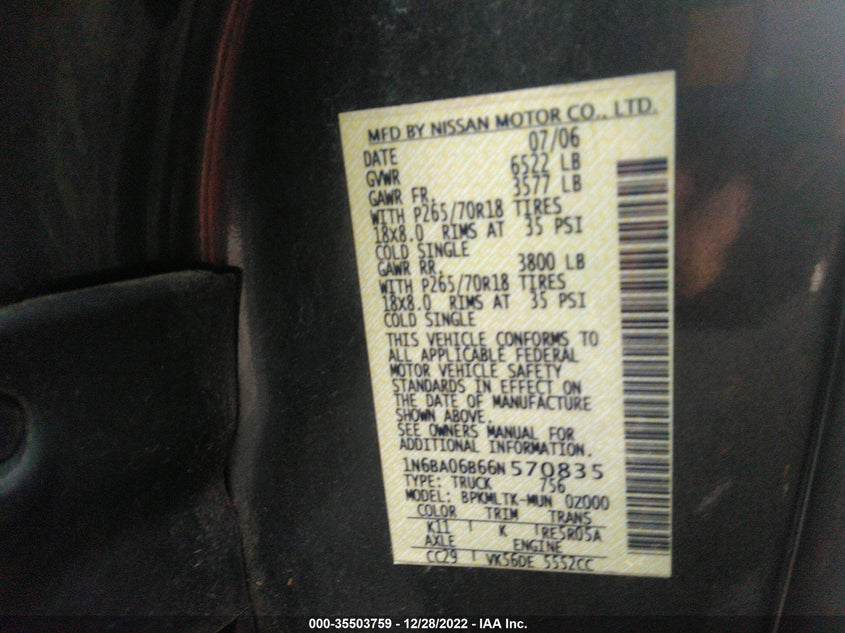 MFD BY NISSAN MOTOR CO., LTD.
DATE 07/06
GVWR 6522 LB
GAWR FR. 3577 LB
WITH P265/70R18 TIRES
18X8.0 RIMS AT 35 PSI
COLD SINGLE
GAWR RR. 3800 LB
WITH P265/70R18 TIRES
18X8.0 RIMS AT 35 PSI
COLD SINGLE
THIS VEHICLE CONFORMS TO
ALL APPLICABLE FEDERAL
MOTOR VEHICLE SAFETY
STANDARDS IN EFFECT ON
THE DATE OF MANUFACTURE
SHOWN ABOVE.
SEE OWNERS MANUAL FOR
ADDITIONAL INFORMATION.
1N6BA06B66N570835
TYPE: TRUCK 756
MODEL: BPKMLTK-MUN 0Z000
COLOR TRIM TRANS
K11 K RE5R05A
AXLE ENGINE
CC29 VK56DE 5552CC
000-35503759 - 12/28/2022 - IAA Inc.